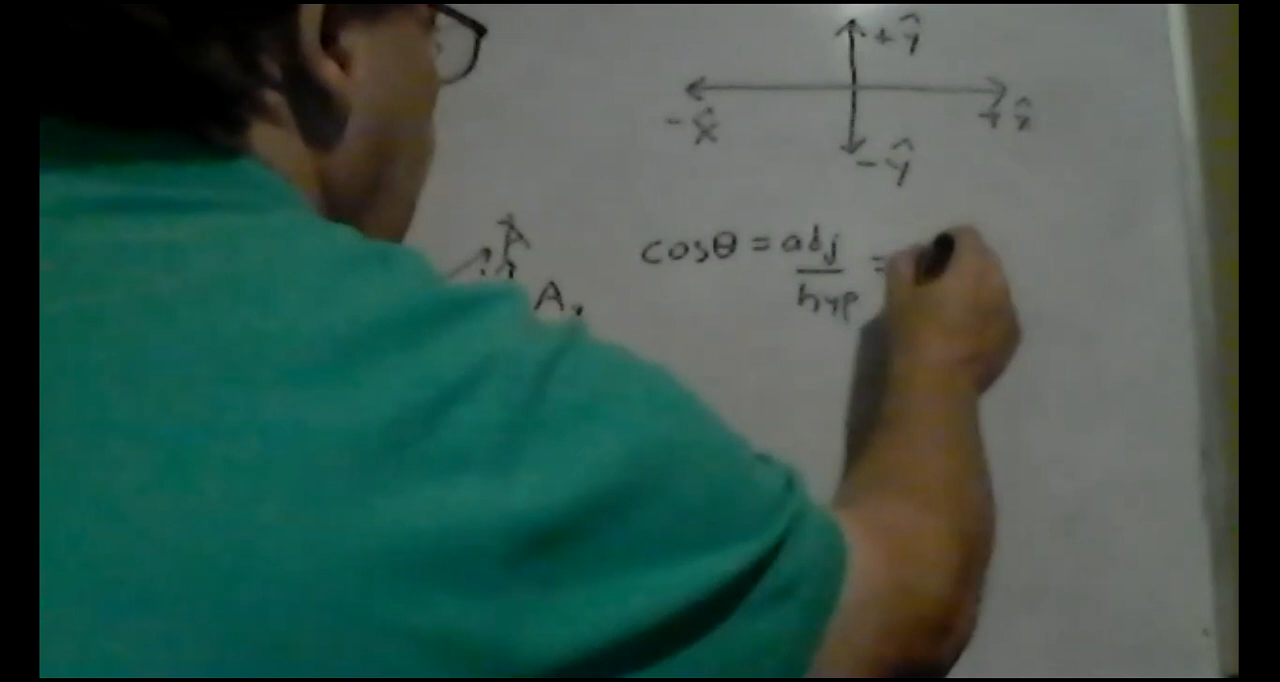 +ŷ
-x̂ +x̂
-ŷ
A
cosθ = adj =
hyp